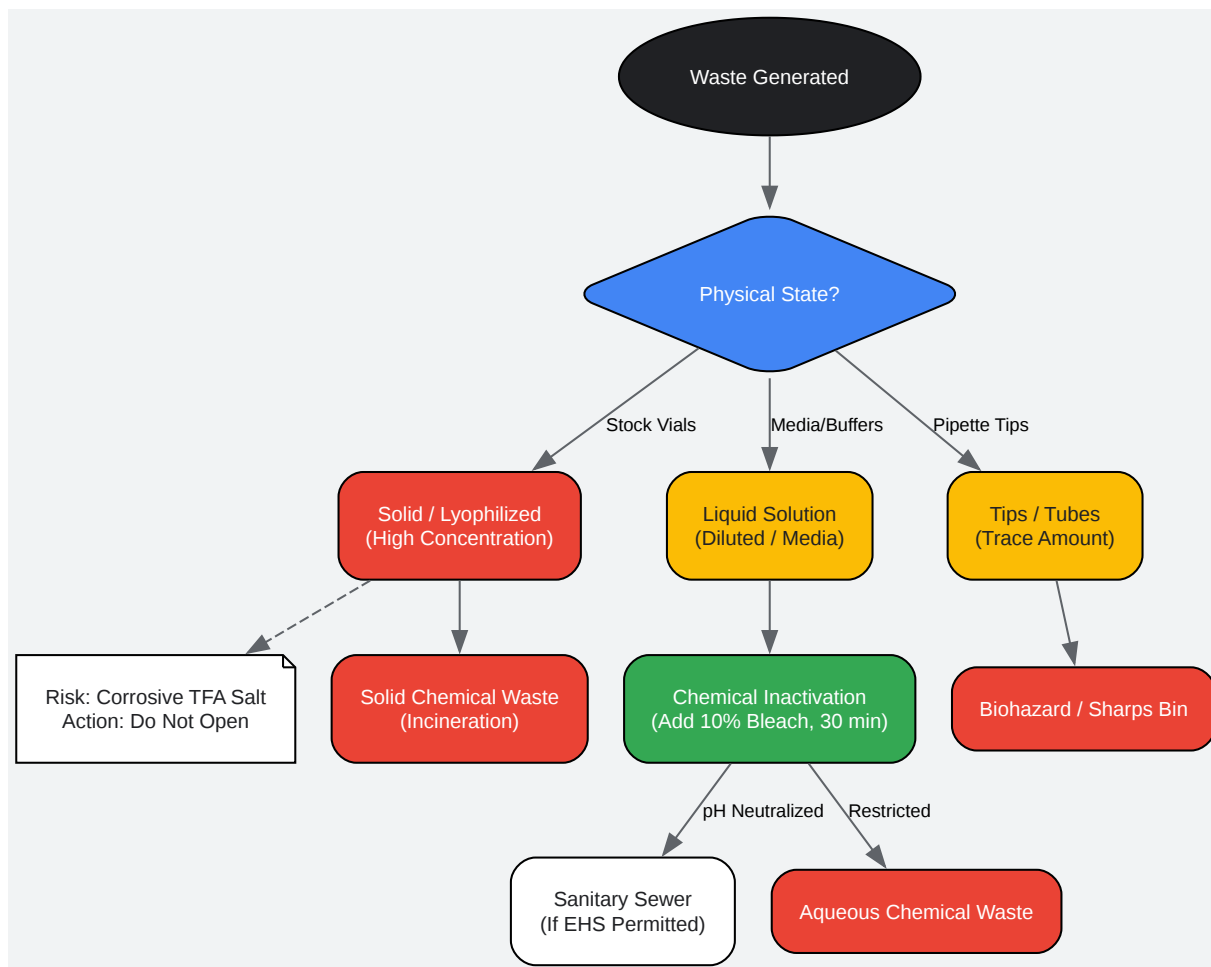 Waste Generated
Physical State?
Stock Vials
Media/Buffers
Pipette Tips
Solid / Lyophilized
(High Concentration)
Liquid Solution
(Diluted / Media)
Tips / Tubes
(Trace Amount)
Risk: Corrosive TFA Salt
Action: Do Not Open
Solid Chemical Waste
(Incineration)
Chemical Inactivation
(Add 10% Bleach, 30 min)
Biohazard / Sharps Bin
pH Neutralized
Restricted
Sanitary Sewer
(If EHS Permitted)
Aqueous Chemical Waste